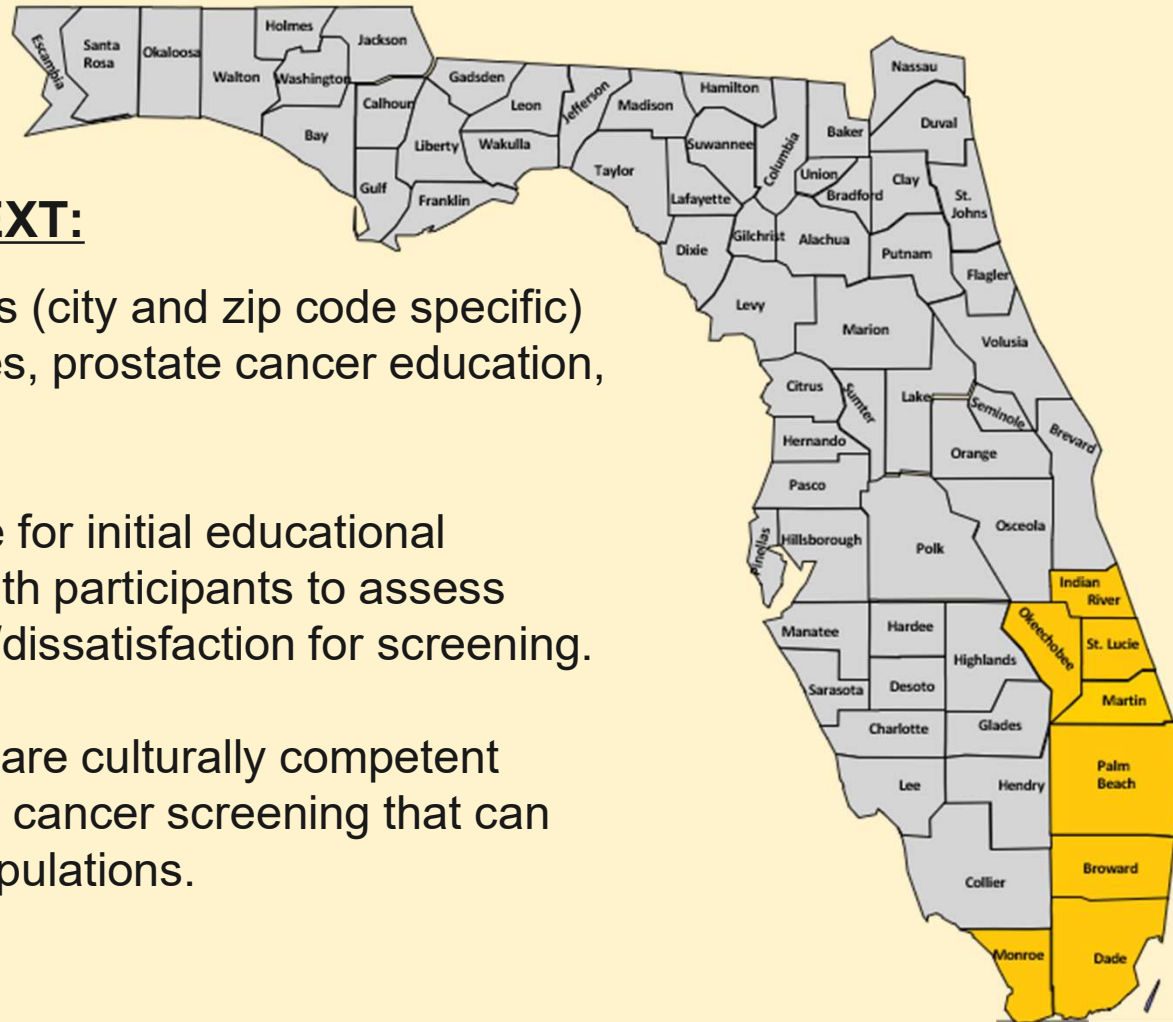 EXT:
s (city and zip code specific)
es, prostate cancer education,
e for initial educational
th participants to assess
/dissatisfaction for screening.
are culturally competent
cancer screening that can
pulations.
Escambia
Santa
Rosa
Okaloosa
Walton
Holmes
Washington
Jackson
Bay
Calhoun
Gulf
Liberty
Gadsden
Franklin
Leon
Wakulla
Jefferson
Madison
Taylor
Hamilton
Suwannee
Lafayette
Dixie
Columbia
Gilchrist
Baker
Union
Bradford
Alachua
Nassau
Duval
Clay
St.
Johns
Putnam
Flagler
Levy
Marion
Volusia
Citrus
Sumter
Lake
Seminole
Brevard
Hernando
Orange
Pasco
Pinellas
Hillsborough
Polk
Osceola
Indian
River
Manatee
Hardee
Highlands
Okeechobee
St. Lucie
Sarasota
Desoto
Martin
Charlotte
Glades
Lee
Hendry
Palm
Beach
Collier
Broward
Monroe
Dade